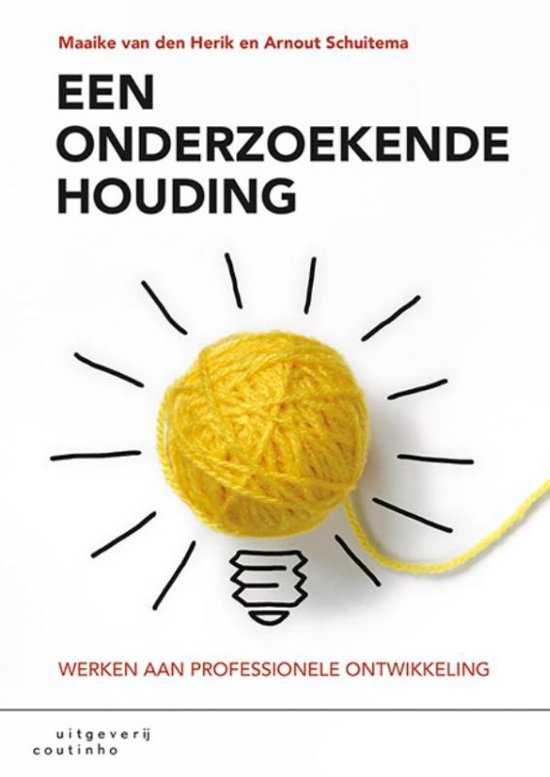 Maaike van den Herik en Arnout Schuitema
EEN
ONDERZOEKENDE
HOUDING
WERKEN AAN PROFESSIONELE ONTWIKKELING
uitgeverij
coutinho